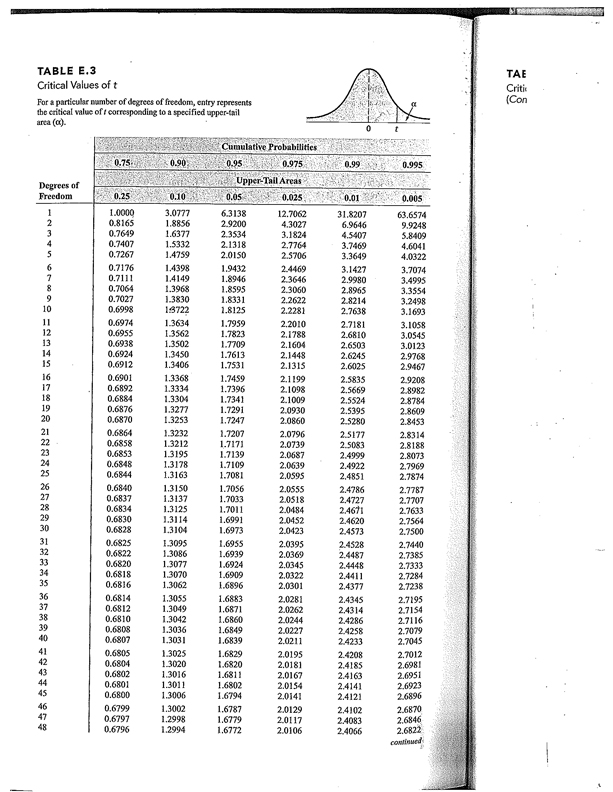 TABLE E.3
Critical Values of t
For a particular number of degrees of freedom, entry represents
the critical value of t corresponding to a specified upper-tail
area (α).
α
0 t
Cumulative Probabilities
0.75 0.90 0.95 0.975 0.99 0.995
Upper-Tail Areas
Degrees of
Freedom 0.25 0.10 0.05 0.025 0.01 0.005
1 1.0000 3.0777 6.3138 12.7062 31.8207 63.6574
2 0.8165 1.8856 2.9200 4.3027 6.9646 9.9248
3 0.7649 1.6377 2.3534 3.1824 4.5407 5.8409
4 0.7407 1.5332 2.1318 2.7764 3.7469 4.6041
5 0.7267 1.4759 2.0150 2.5706 3.3649 4.0322
6 0.7176 1.4398 1.9432 2.4469 3.1427 3.7074
7 0.7111 1.4149 1.8946 2.3646 2.9980 3.4995
8 0.7064 1.3968 1.8595 2.3060 2.8965 3.3554
9 0.7027 1.3830 1.8331 2.2622 2.8214 3.2498
10 0.6998 1.3722 1.8125 2.2281 2.7638 3.1693
11 0.6974 1.3634 1.7959 2.2010 2.7181 3.1058
12 0.6955 1.3562 1.7823 2.1788 2.6810 3.0545
13 0.6938 1.3502 1.7709 2.1604 2.6503 3.0123
14 0.6924 1.3450 1.7613 2.1448 2.6245 2.9768
15 0.6912 1.3406 1.7531 2.1315 2.6025 2.9467
16 0.6901 1.3368 1.7459 2.1199 2.5835 2.9208
17 0.6892 1.3334 1.7396 2.1098 2.5669 2.8982
18 0.6884 1.3304 1.7341 2.1009 2.5524 2.8784
19 0.6876 1.3277 1.7291 2.0930 2.5395 2.8609
20 0.6870 1.3253 1.7247 2.0860 2.5280 2.8453
21 0.6864 1.3232 1.7207 2.0796 2.5177 2.8314
22 0.6858 1.3212 1.7171 2.0739 2.5083 2.8188
23 0.6853 1.3195 1.7139 2.0687 2.4999 2.8073
24 0.6848 1.3178 1.7109 2.0639 2.4922 2.7969
25 0.6844 1.3163 1.7081 2.0595 2.4851 2.7874
26 0.6840 1.3150 1.7056 2.0555 2.4786 2.7787
27 0.6837 1.3137 1.7033 2.0518 2.4727 2.7707
28 0.6834 1.3125 1.7011 2.0484 2.4671 2.7633
29 0.6830 1.3114 1.6991 2.0452 2.4620 2.7564
30 0.6828 1.3104 1.6973 2.0423 2.4573 2.7500
31 0.6825 1.3095 1.6955 2.0395 2.4528 2.7440
32 0.6822 1.3086 1.6939 2.0369 2.4487 2.7385
33 0.6820 1.3077 1.6924 2.0345 2.4448 2.7333
34 0.6818 1.3070 1.6909 2.0322 2.4411 2.7284
35 0.6816 1.3062 1.6896 2.0301 2.4377 2.7238
36 0.6814 1.3055 1.6883 2.0281 2.4345 2.7195
37 0.6812 1.3049 1.6871 2.0262 2.4314 2.7154
38 0.6810 1.3042 1.6860 2.0244 2.4286 2.7116
39 0.6808 1.3036 1.6849 2.0227 2.4258 2.7079
40 0.6807 1.3031 1.6839 2.0211 2.4233 2.7045
41 0.6805 1.3025 1.6829 2.0195 2.4208 2.7012
42 0.6804 1.3020 1.6820 2.0181 2.4185 2.6981
43 0.6802 1.3016 1.6811 2.0167 2.4163 2.6951
44 0.6801 1.3011 1.6802 2.0154 2.4141 2.6923
45 0.6800 1.3006 1.6794 2.0141 2.4121 2.6896
46 0.6799 1.3002 1.6787 2.0129 2.4102 2.6870
47 0.6797 1.2998 1.6779 2.0117 2.4083 2.6846
48 0.6796 1.2994 1.6772 2.0106 2.4066 2.6822
continued
TAE
Critic
(Con